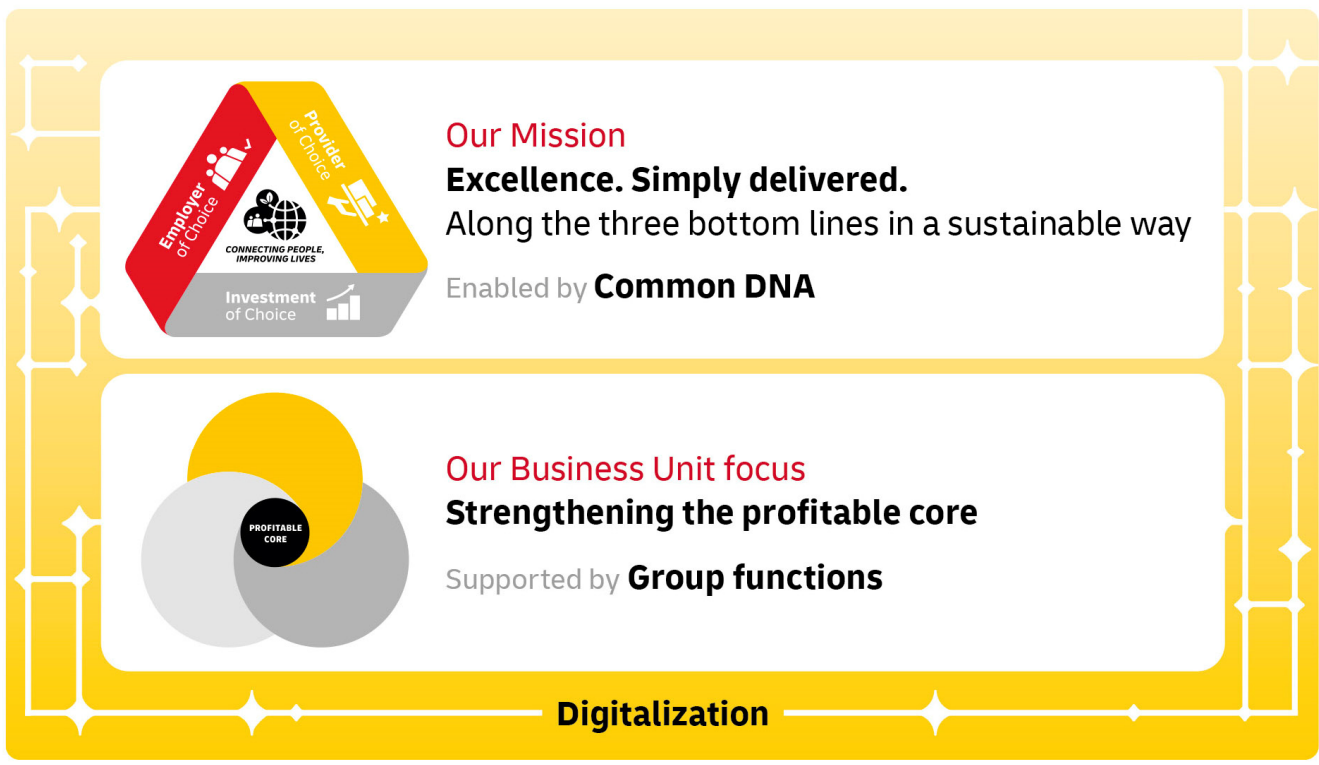 Employer
of Choice
Provider
of Choice
CONNECTING PEOPLE,
IMPROVING LIVES
Investment
of Choice
Our Mission
Excellence. Simply delivered.
Along the three bottom lines in a sustainable way
Enabled by Common DNA
PROFITABLE
CORE
Our Business Unit focus
Strengthening the profitable core
Supported by Group functions
Digitalization